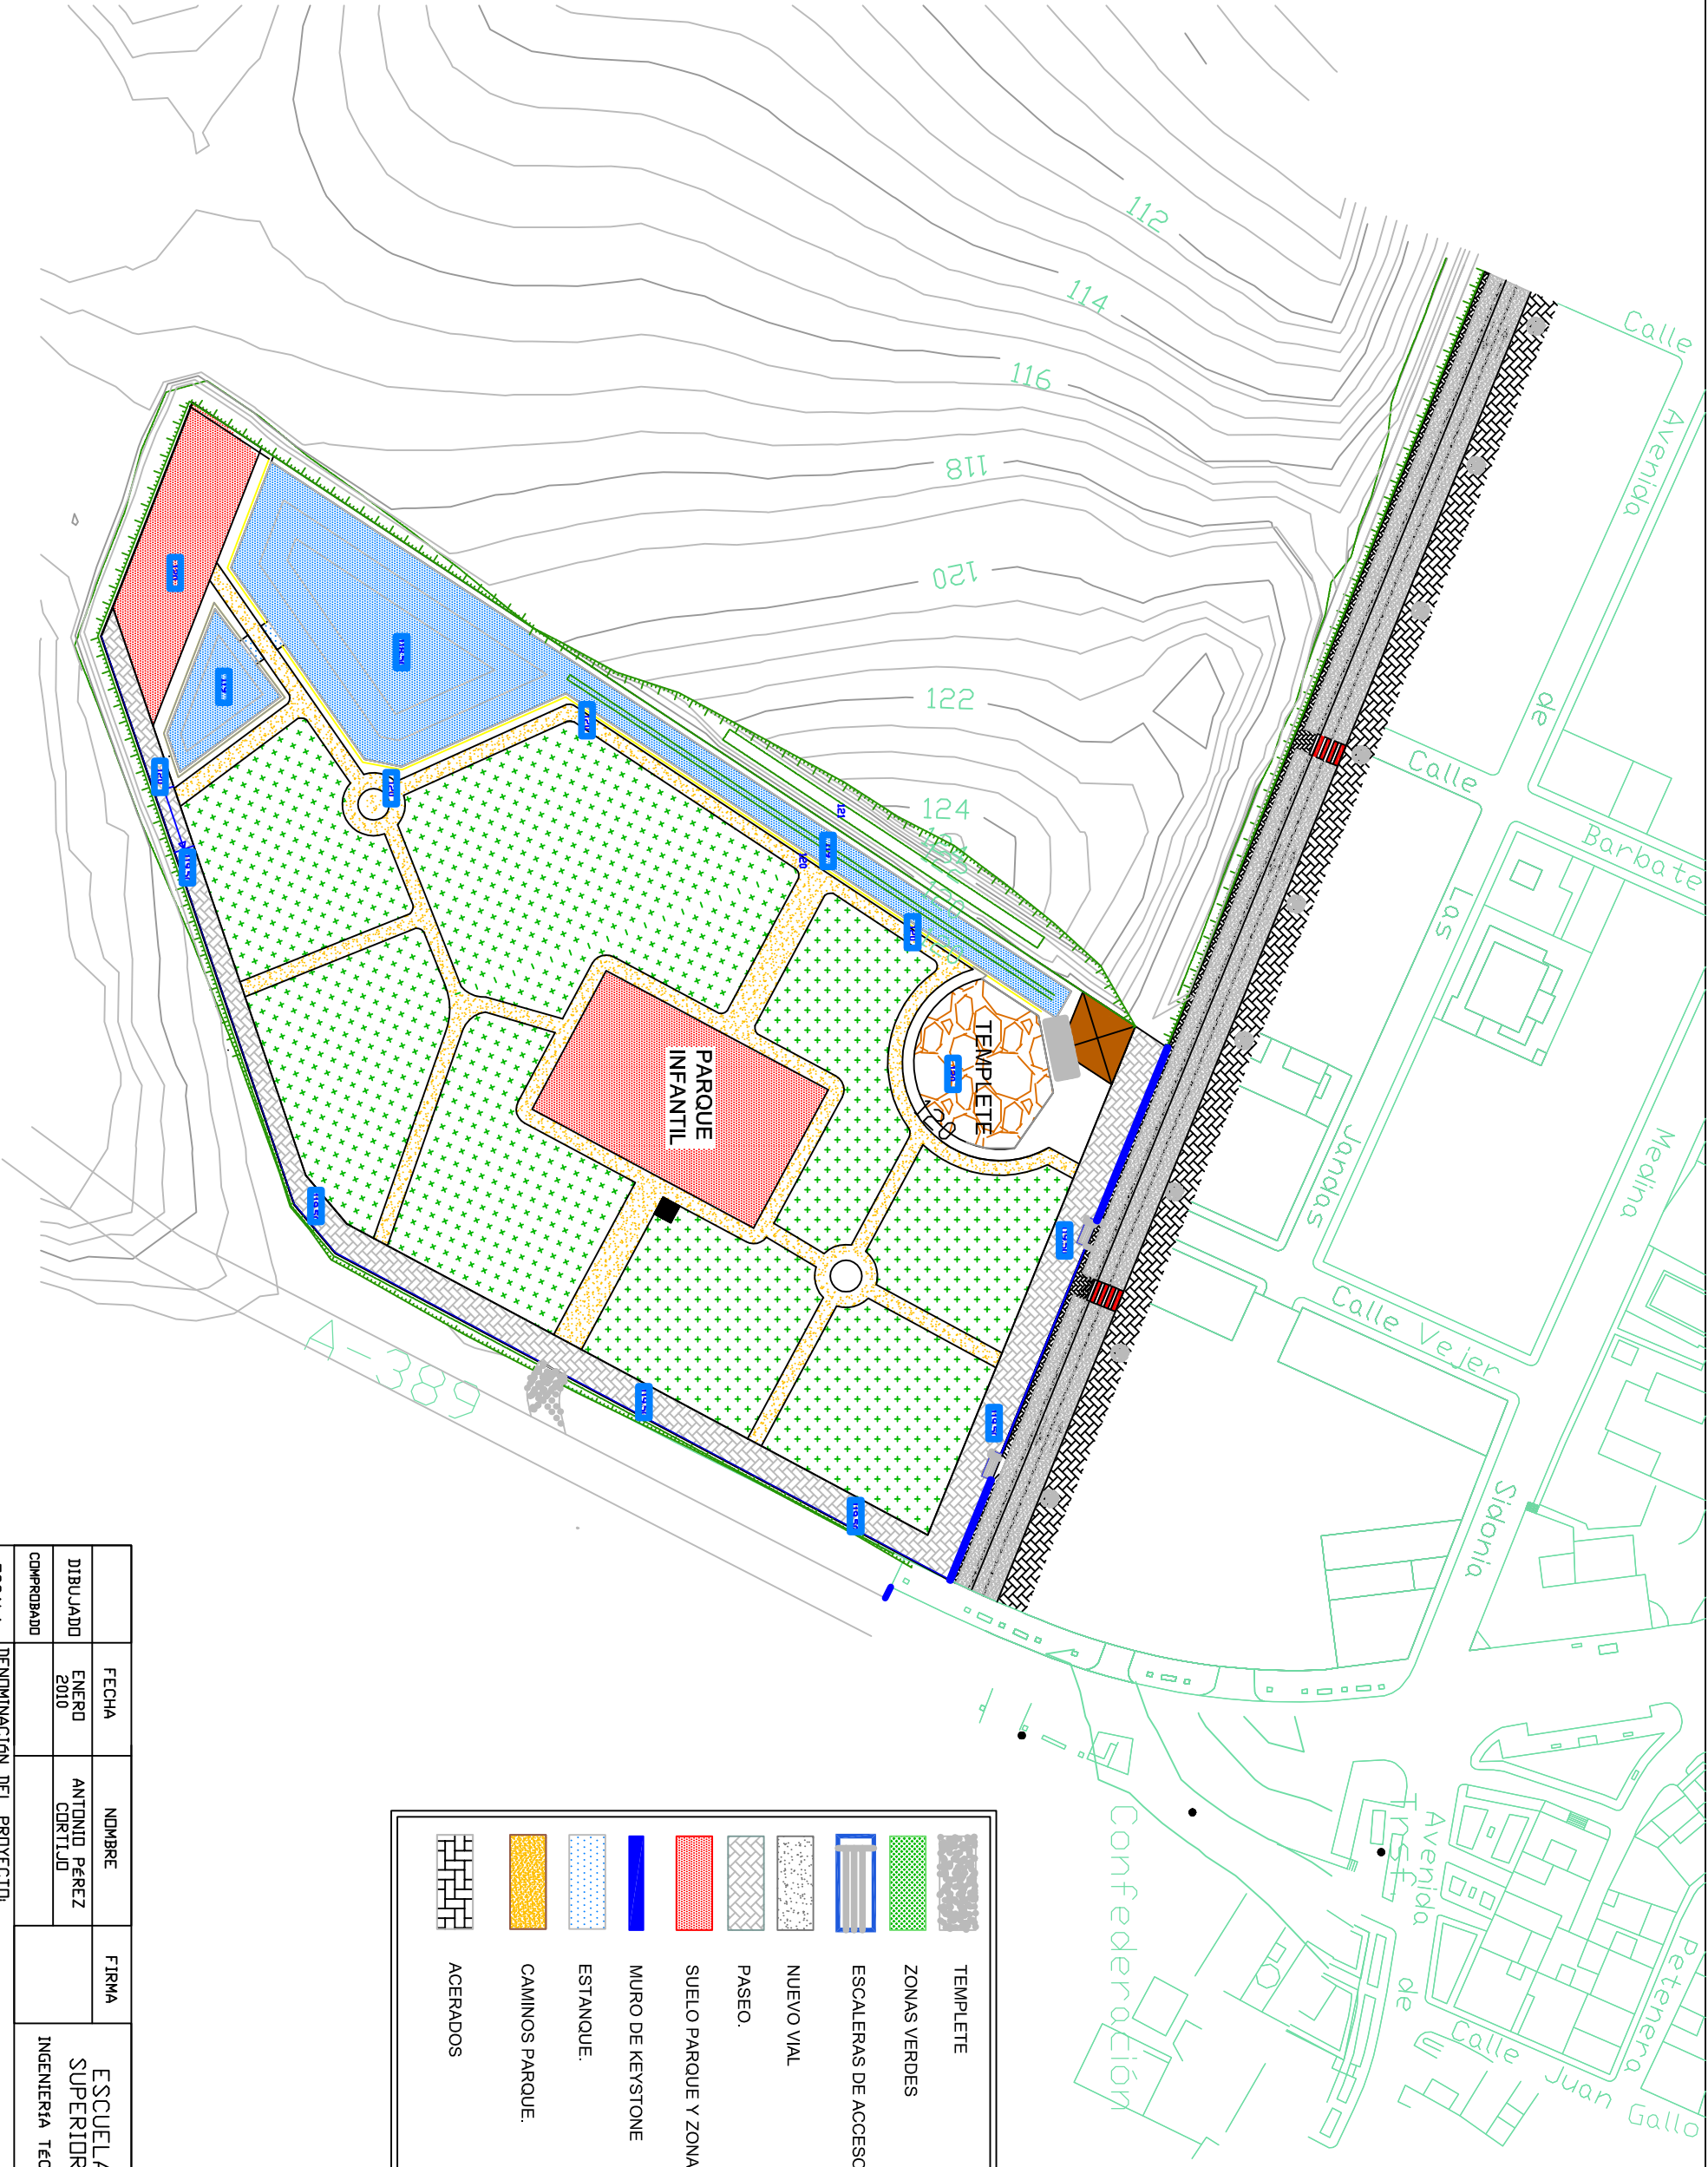 112
114
116
118
120
122
124
121
120
120
Calle
Avenida
de
Calle
Barbate
Las
Jandas
Medina
Calle Vejer
Sidonia
A-389
TEMPLETE
PARQUE
INFANTIL
Confederación
Avenida
de
Calle
Juan
Gallo
Petenera
TEMPLETE
ZONAS VERDES
ESCALERAS DE ACCESO
NUEVO VIAL
PASEO.
SUELO PARQUE Y ZONA
MURO DE KEYSTONE
ESTANQUE.
CAMINOS PARQUE.
ACERADOS
FECHA
NOMBRE
FIRMA
DIBUJADO
ENERO
2010
ANTONIO PÉREZ
CORTIJO
COMPROBADO
ESCUELA
SUPERIOR
INGENIERÍA TÉC
DENOMINACIÓN DEL PROYECTO: